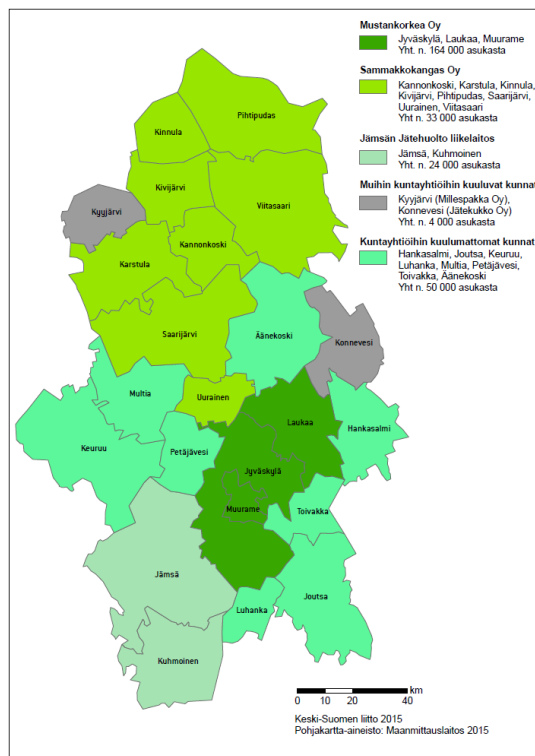 Mustankorkea Oy
Jyväskylä, Laukaa, Muurame
Yht. n. 164 000 asukasta
Sammakkokangas Oy
Kannonkoski, Karstula, Kinnula,
Kivijärvi, Pihtipudas, Saarijärvi,
Uurainen, Viitasaari
Yht. n. 33 000 asukasta
Jämsän Jätehuolto liikelaitos
Jämsä, Kuhmoinen
Yht. n. 24 000 asukasta
Muihin kuntayhtiöihin kuuluvat kunnat
Kyyjärvi (Millespakka Oy)
Konnevesi (Jätekukko Oy)
Yht. n. 4 000 asukasta
Kuntayhtiöihin kuulumattomat kunnat
Hankasalmi, Joutsa, Keuruu,
Luhanka, Multia, Petäjävesi,
Toivakka, Äänekoski
Yht n. 50 000 asukasta
Pihtipudas
Kinnula
Kivijärvi
Viitasaari
Kyyjärvi
Kannonkoski
Karstula
Saarijärvi
Äänekoski
Konnevesi
Multia
Uurainen
Laukaa
Hankasalmi
Keuruu
Petäjävesi
Jyväskylä
Muurame
Toivakka
Jämsä
Joutsa
Luhanka
Kuhmoinen
km
0 10 20 40
Keski-Suomen liitto 2015
Pohjakartta-aineisto: Maanmittauslaitos 2015